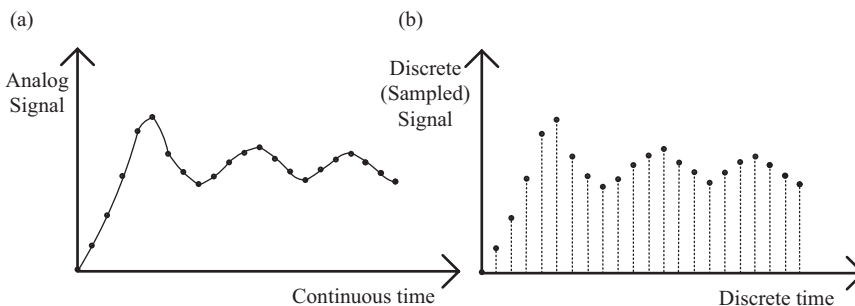 (a)
Analog
Signal
Continuous time
(b)
Discrete
(Sampled)
Signal
Discrete time